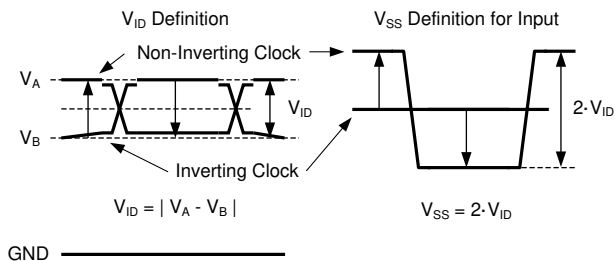 V_ID Definition
V_SS Definition for Input
Non-Inverting Clock
V_A
V_B
V_ID
2·V_ID
Inverting Clock
V_ID = | V_A - V_B |
V_SS = 2·V_ID
GND